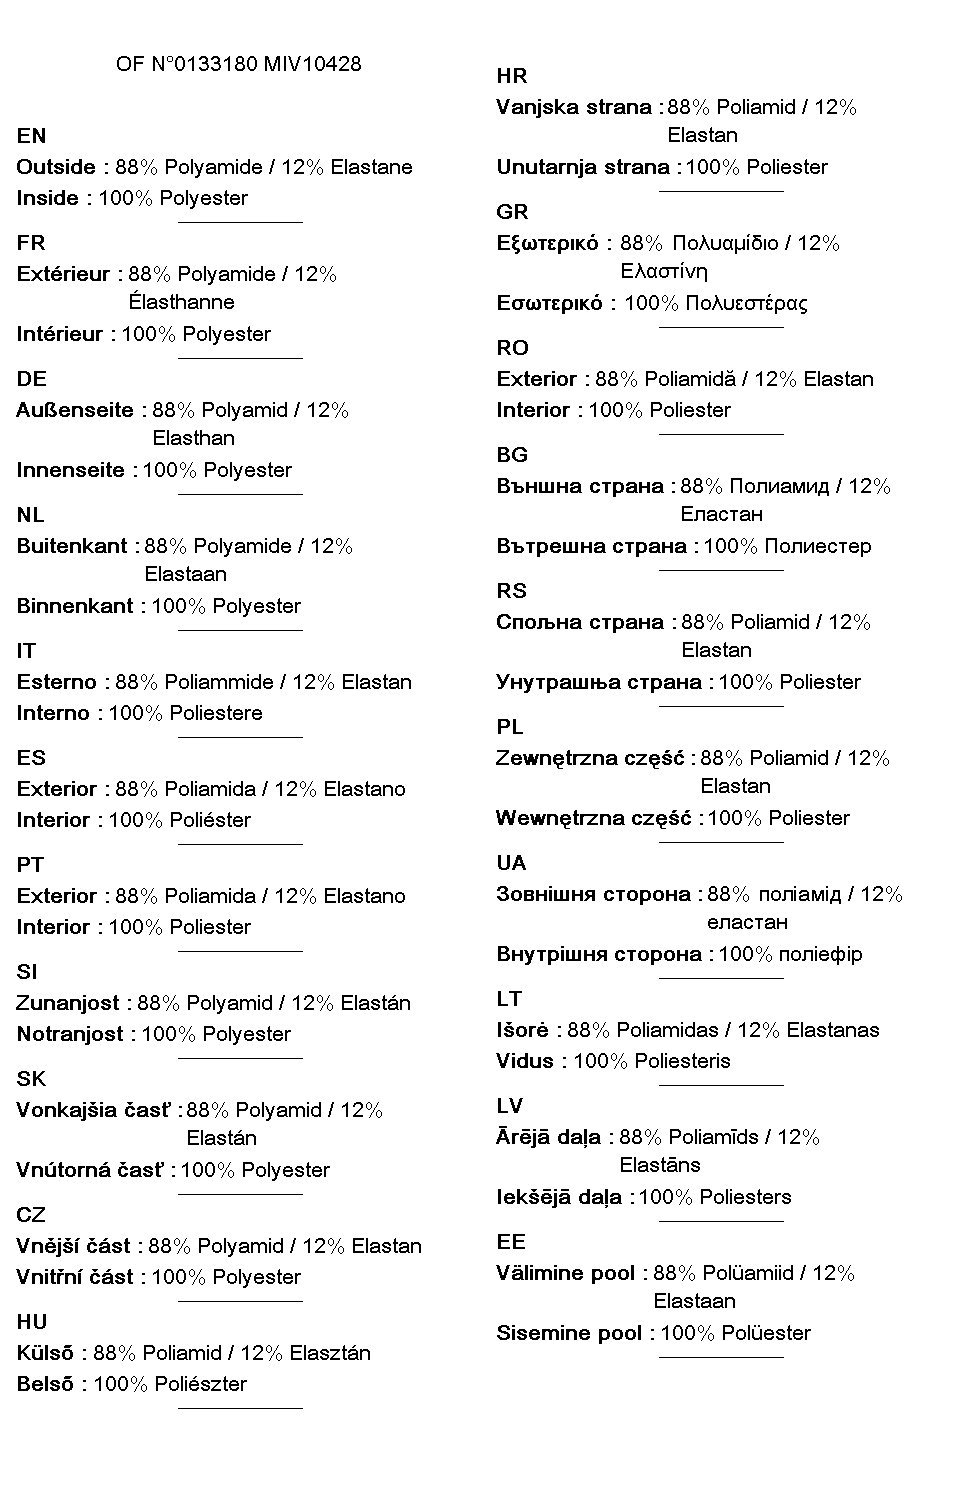 OF N°0133180 MIV10428
EN
Outside : 88% Polyamide / 12% Elastane
Inside : 100% Polyester
FR
Extérieur : 88% Polyamide / 12%
Élasthanne
Intérieur : 100% Polyester
DE
Außenseite : 88% Polyamid / 12%
Elasthan
Innenseite : 100% Polyester
NL
Buitenkant : 88% Polyamide / 12%
Elastaan
Binnenkant : 100% Polyester
IT
Esterno : 88% Poliammide / 12% Elastan
Interno : 100% Poliestere
ES
Exterior : 88% Poliamida / 12% Elastano
Interior : 100% Poliéster
PT
Exterior : 88% Poliamida / 12% Elastano
Interior : 100% Poliester
SI
Zunanjost : 88% Polyamid / 12% Elastán
Notranjost : 100% Polyester
SK
Vonkajšia časť : 88% Polyamid / 12%
Elastán
Vnútorná časť : 100% Polyester
CZ
Vnější část : 88% Polyamid / 12% Elastan
Vnitřní část : 100% Polyester
HU
Külsõ : 88% Poliamid / 12% Elasztán
Belsõ : 100% Poliészter
HR
Vanjska strana : 88% Poliamid / 12%
Elastan
Unutarnja strana : 100% Poliester
GR
Εξωτερικό : 88% Πολυαμίδιο / 12%
Ελαστίνη
Εσωτερικό : 100% Πολυεστέρας
RO
Exterior : 88% Poliamidă / 12% Elastan
Interior : 100% Poliester
BG
Външна страна : 88% Полиамид / 12%
Еластан
Вътрешна страна : 100% Полиестер
RS
Спољна страна : 88% Poliamid / 12%
Elastan
Унутрашња страна : 100% Poliester
PL
Zewnętrzna część : 88% Poliamid / 12%
Elastan
Wewnętrzna część : 100% Poliester
UA
Зовнішня сторона : 88% поліамід / 12%
еластан
Внутрішня сторона : 100% поліефір
LT
Išorė : 88% Poliamidas / 12% Elastanas
Vidus : 100% Poliesteris
LV
Ārējā daļa : 88% Poliamīds / 12%
Elastāns
Iekšējā daļa : 100% Poliesters
EE
Välimine pool : 88% Polüamiid / 12%
Elastaan
Sisemine pool : 100% Polüester